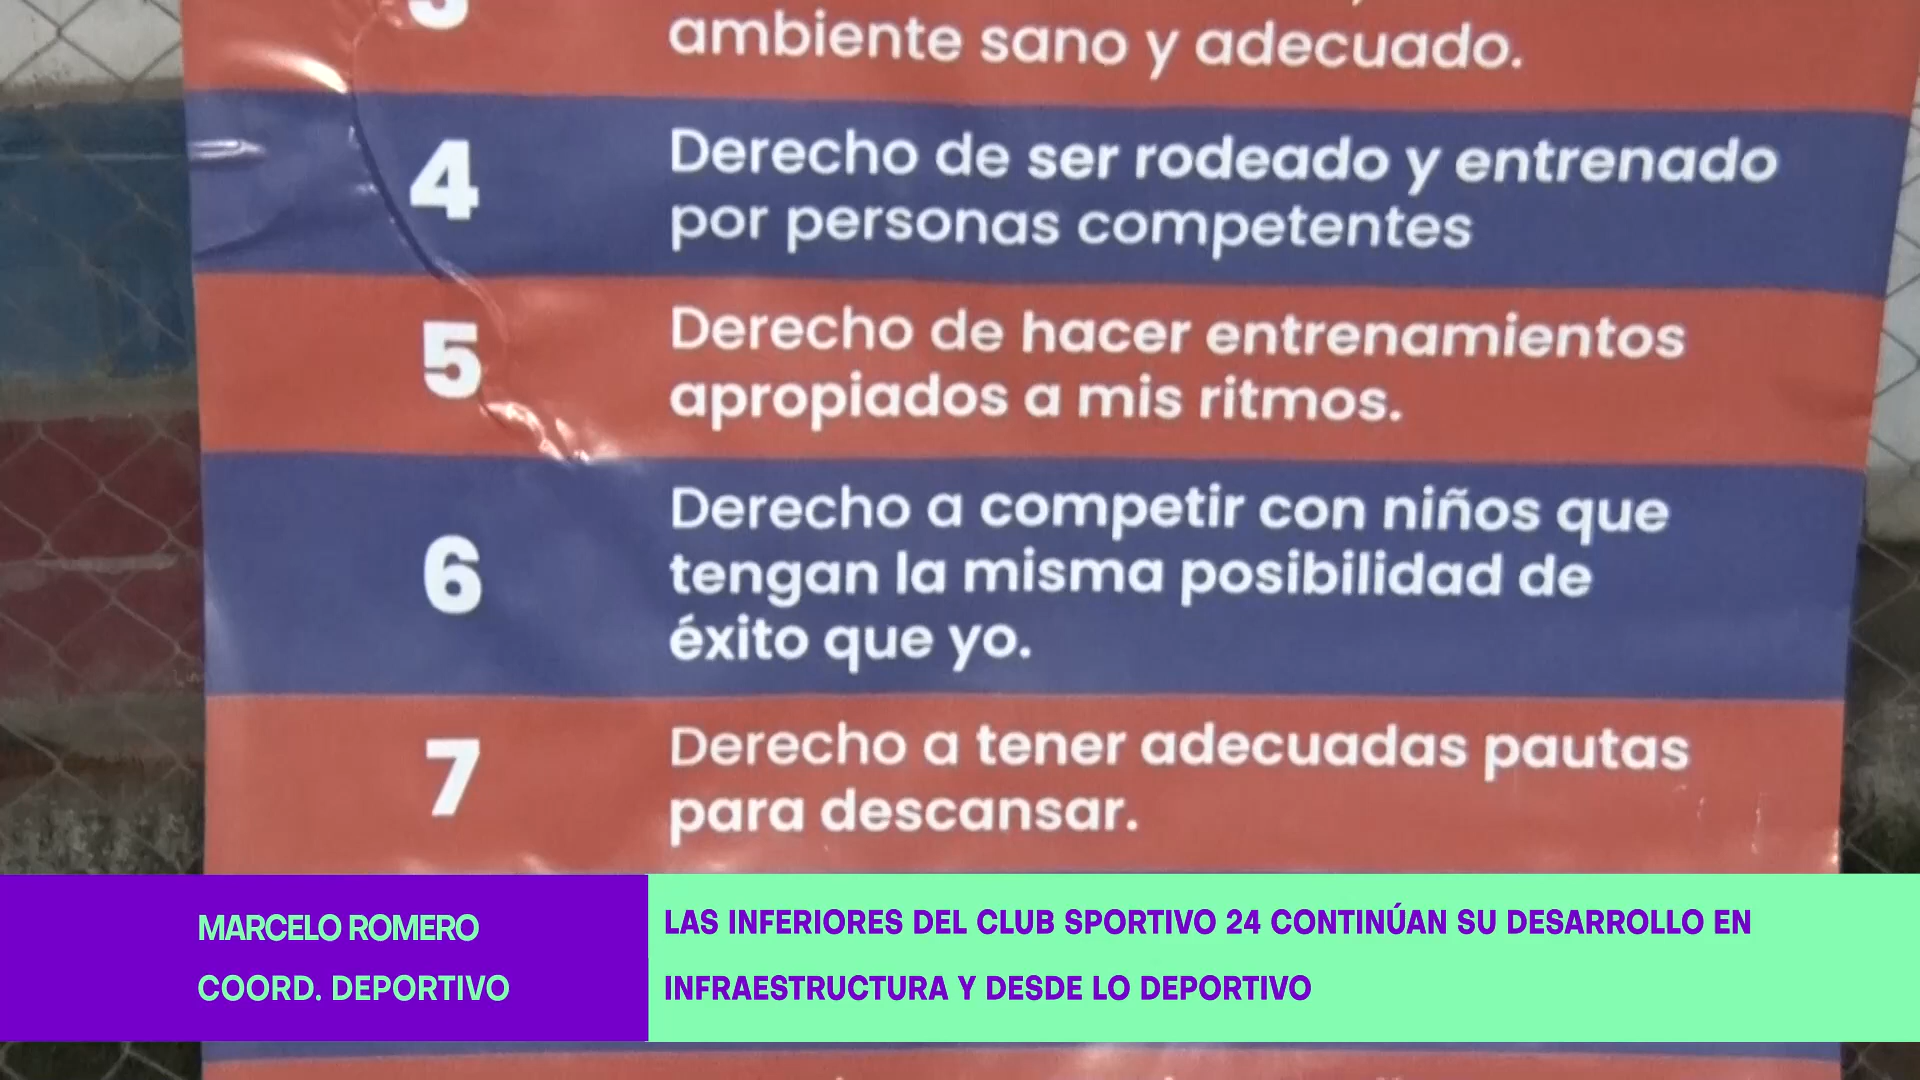 3
ambiente sano y adecuado.
4
Derecho de ser rodeado y entrenado
por personas competentes
5
Derecho de hacer entrenamientos
apropiados a mis ritmos.
6
Derecho a competir con niños que
tengan la misma posibilidad de
éxito que yo.
7
Derecho a tener adecuadas pautas
para descansar.
MARCELO ROMERO
COORD. DEPORTIVO
LAS INFERIORES DEL CLUB SPORTIVO 24 CONTINÚAN SU DESARROLLO EN
INFRAESTRUCTURA Y DESDE LO DEPORTIVO